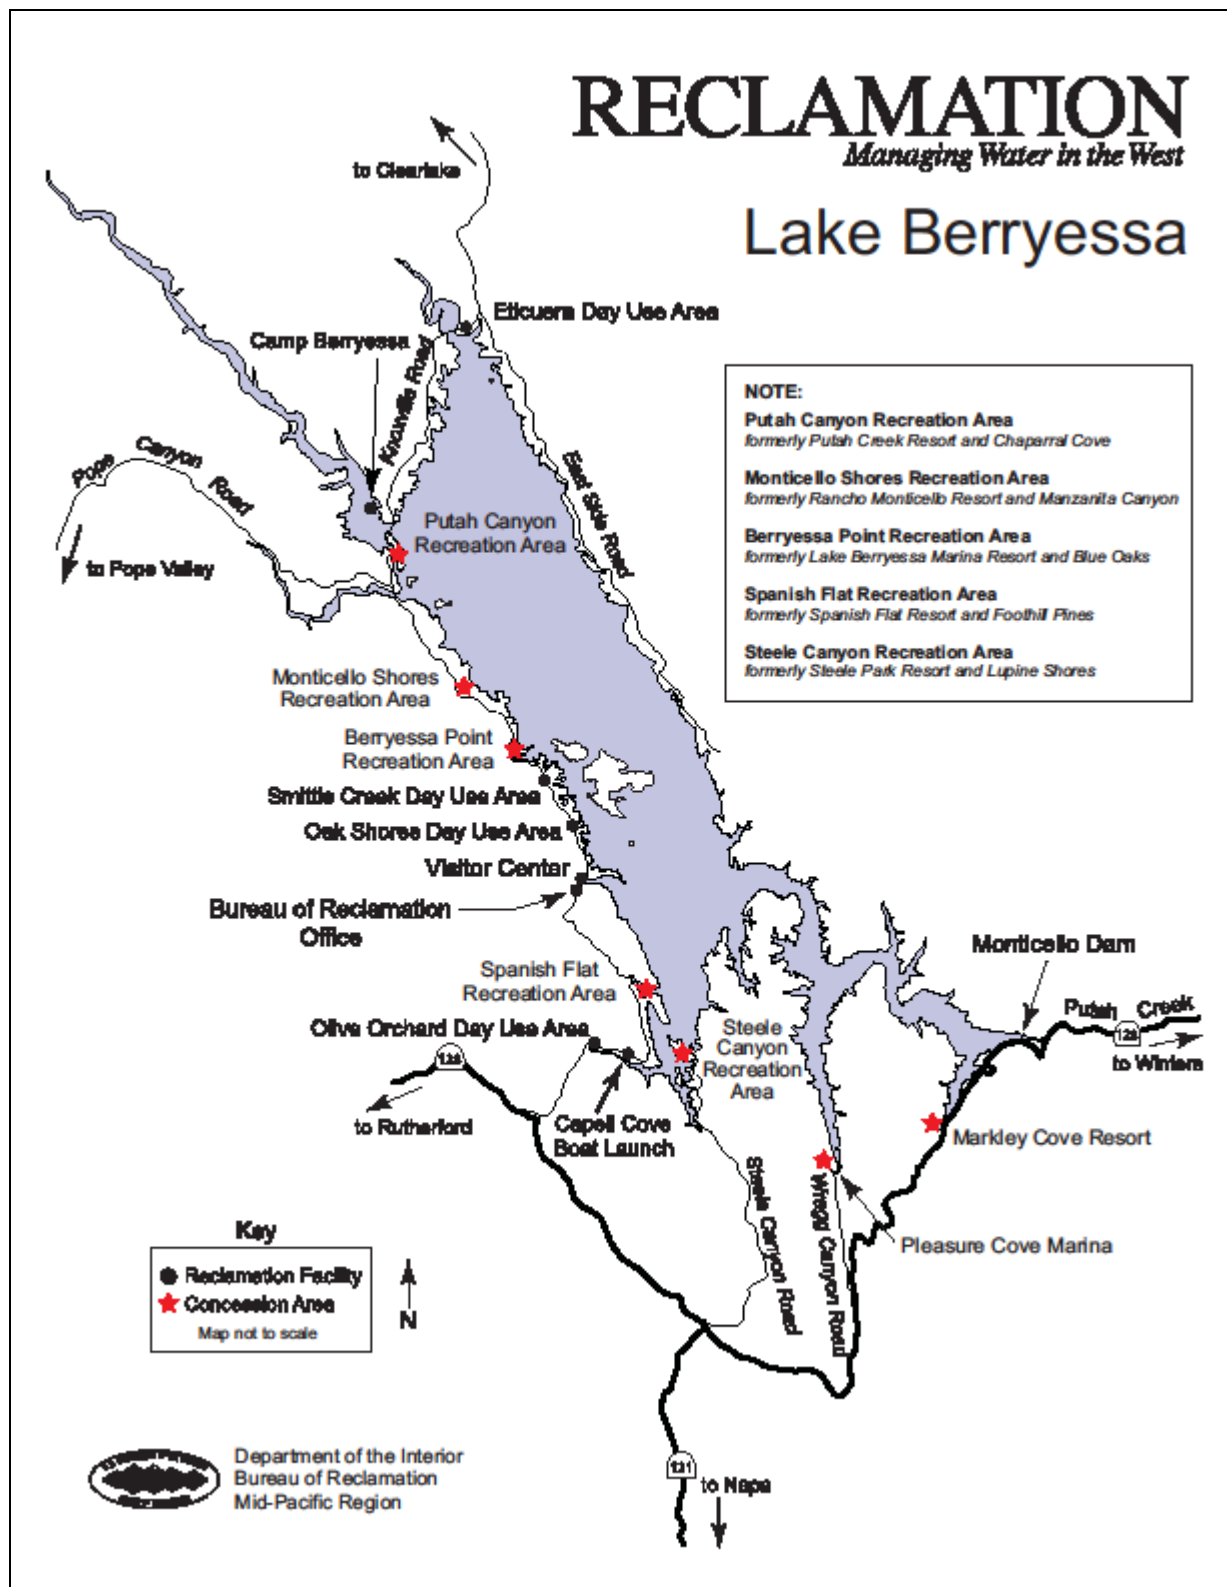 RECLAMATION
Managing Water in the West
Lake Berryessa
to Clearlake
Eticuera Day Use Area
Camp Berryessa
Knoxville Road
NOTE:
Putah Canyon Recreation Area
formerly Putah Creek Resort and Chaparral Cove
Monticello Shores Recreation Area
formerly Rancho Monticello Resort and Manzanita Canyon
Berryessa Point Recreation Area
formerly Lake Berryessa Marina Resort and Blue Oaks
Spanish Flat Recreation Area
formerly Spanish Flat Resort and Foothill Pines
Steele Canyon Recreation Area
formerly Steele Park Resort and Lupine Shores
Pope Canyon Road
East Side Road
to Pope Valley
Putah Canyon
Recreation Area
Monticello Shores
Recreation Area
Berryessa Point
Recreation Area
Smittle Creek Day Use Area
Oak Shores Day Use Area
Visitor Center
Bureau of Reclamation
Office
Monticello Dam
Spanish Flat
Recreation Area
Putah Creek
128
to Winters
Olive Orchard Day Use Area
Steele
Canyon
Recreation
Area
128
to Rutherford
Capell Cove
Boat Launch
Markley Cove Resort
Steele Canyon Road
Wragg Canyon Road
Pleasure Cove Marina
Key
Reclamation Facility
Concession Area
Map not to scale
N
121
to Napa
Department of the Interior
Bureau of Reclamation
Mid-Pacific Region